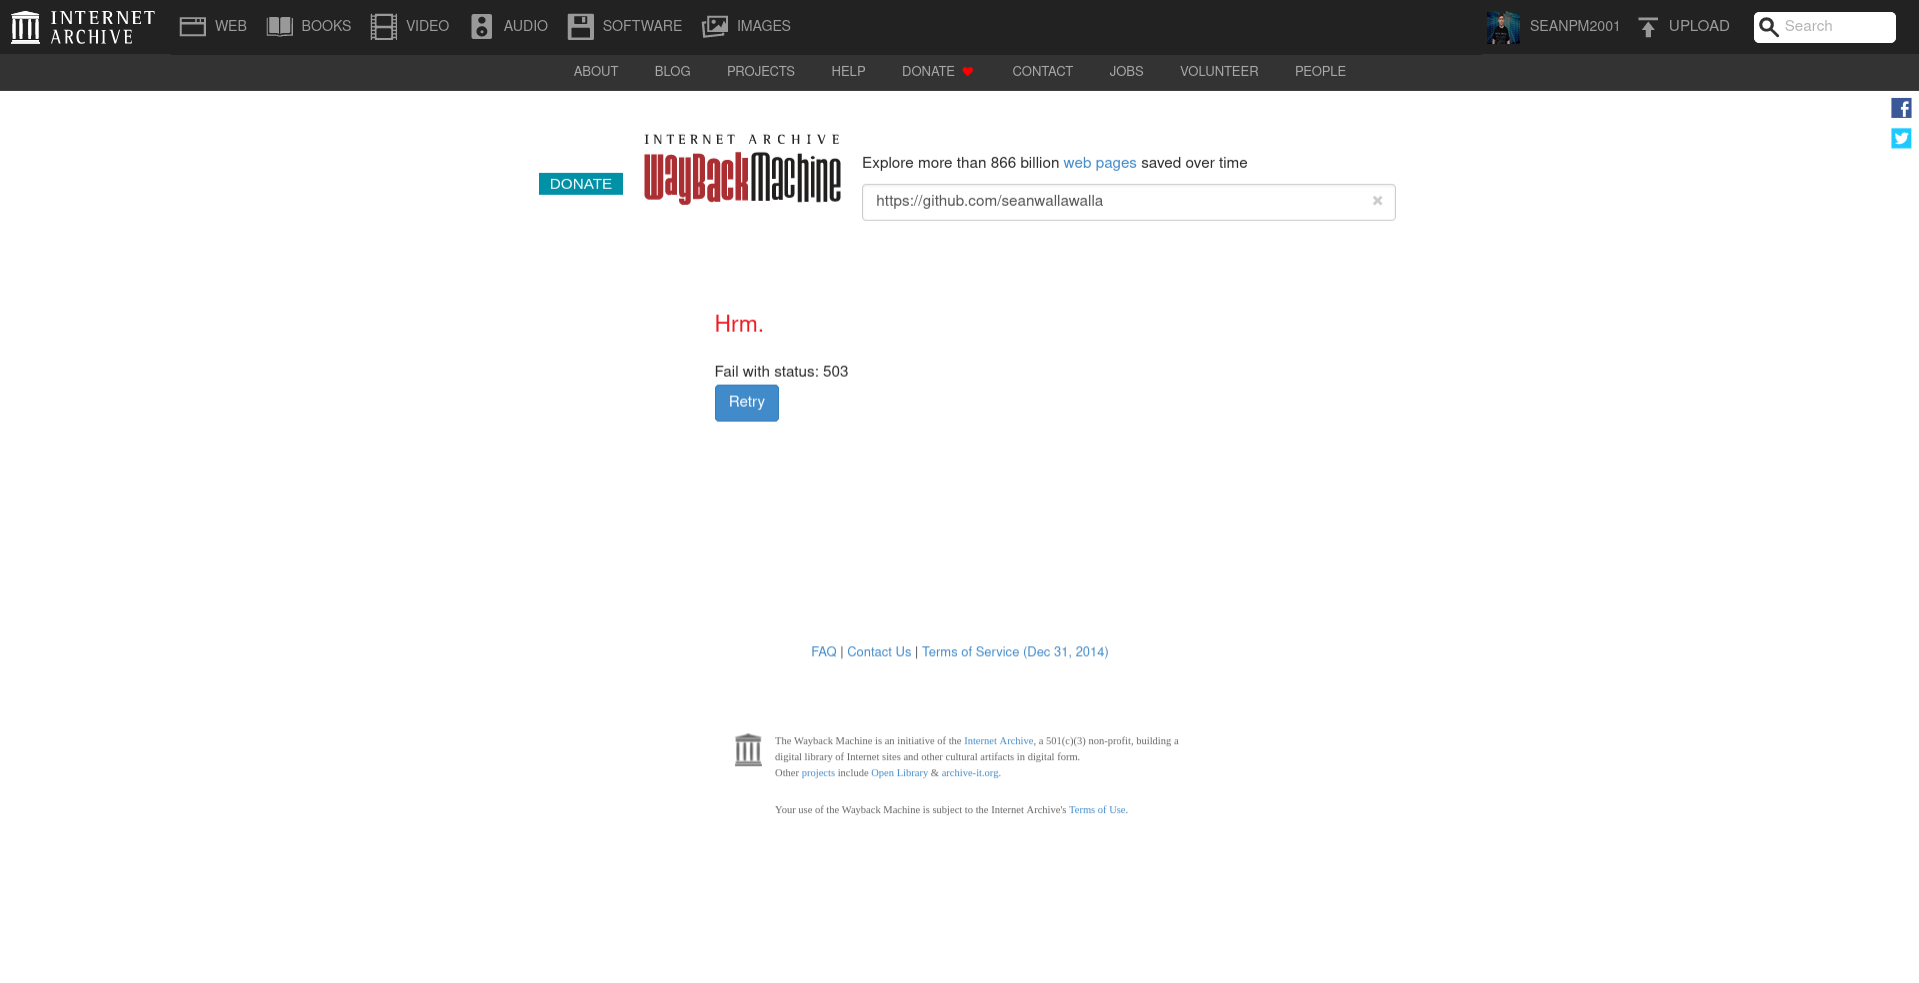 INTERNET ARCHIVE
WEB BOOKS VIDEO AUDIO SOFTWARE IMAGES SEANPM2001 UPLOAD Search
ABOUT BLOG PROJECTS HELP DONATE CONTACT JOBS VOLUNTEER PEOPLE
INTERNET ARCHIVE
WayBackMachine
DONATE
Explore more than 866 billion web pages saved over time
https://github.com/seanwallawalla
Hrm.
Fail with status: 503
Retry
FAQ | Contact Us | Terms of Service (Dec 31, 2014)
The Wayback Machine is an initiative of the Internet Archive, a 501(c)(3) non-profit, building a
digital library of Internet sites and other cultural artifacts in digital form.
Other projects include Open Library & archive-it.org.
Your use of the Wayback Machine is subject to the Internet Archive's Terms of Use.